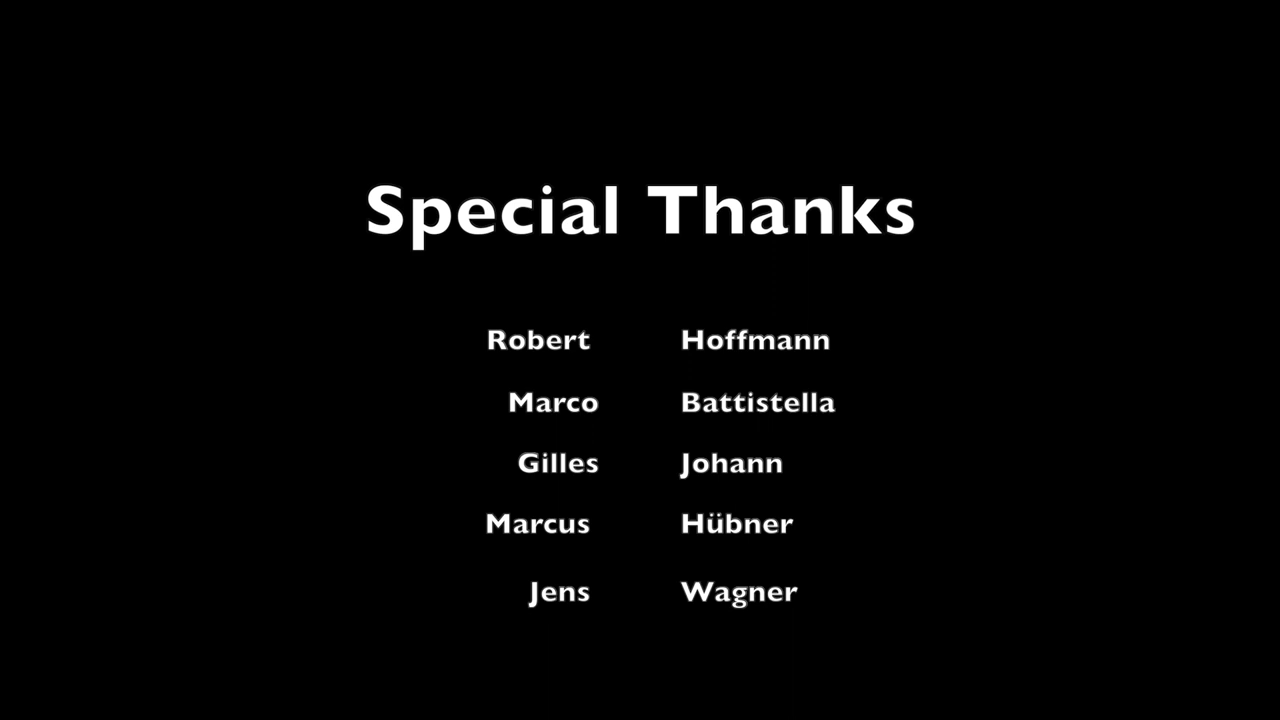 Special Thanks
Robert Hoffmann
Marco Battistella
Gilles Johann
Marcus Hübner
Jens Wagner